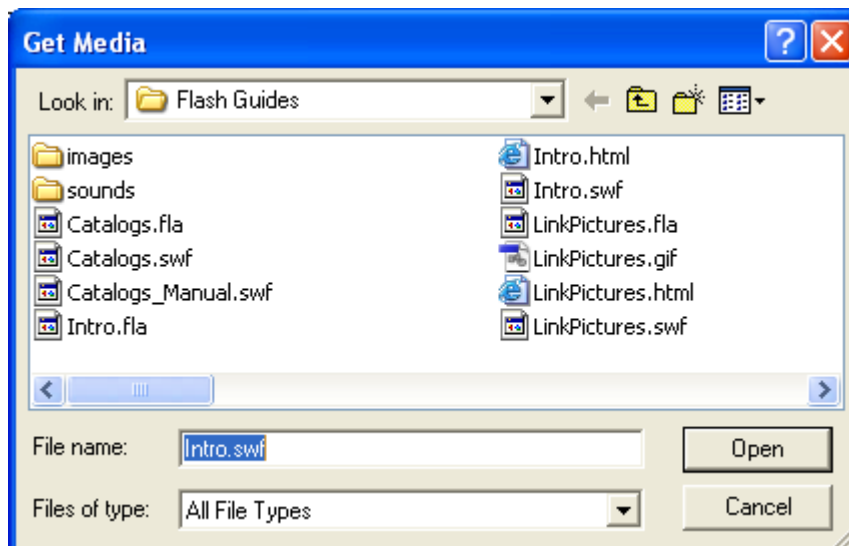 Get Media
Look in: Flash Guides
images
sounds
Catalogs.fla
Catalogs.swf
Catalogs_Manual.swf
Intro.fla
Intro.html
Intro.swf
LinkPictures.fla
LinkPictures.gif
LinkPictures.html
LinkPictures.swf
File name: Intro.swf Open
Files of type: All File Types Cancel